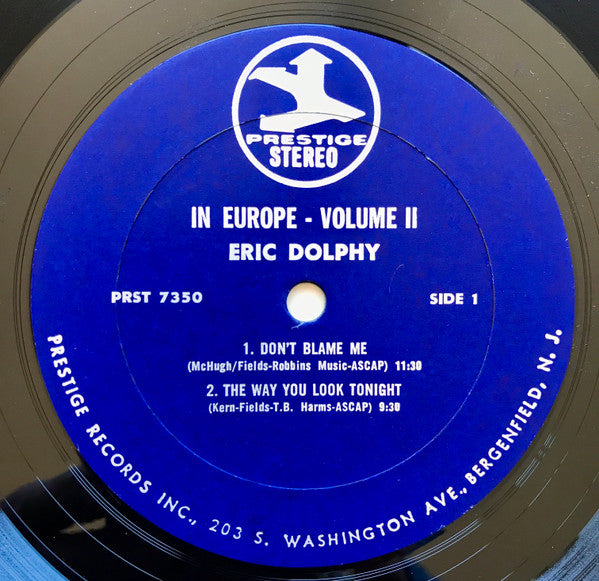 PRESTIGE
STEREO
IN EUROPE - VOLUME II
ERIC DOLPHY
PRST 7350
SIDE 1
1. DON'T BLAME ME
(McHugh/Fields-Robbins Music-ASCAP) 11:30
2. THE WAY YOU LOOK TONIGHT
(Kern-Fields-T.B. Harms-ASCAP) 9:30
PRESTIGE RECORDS INC., 203 S. WASHINGTON AVE., BERGENFIELD, N. J.